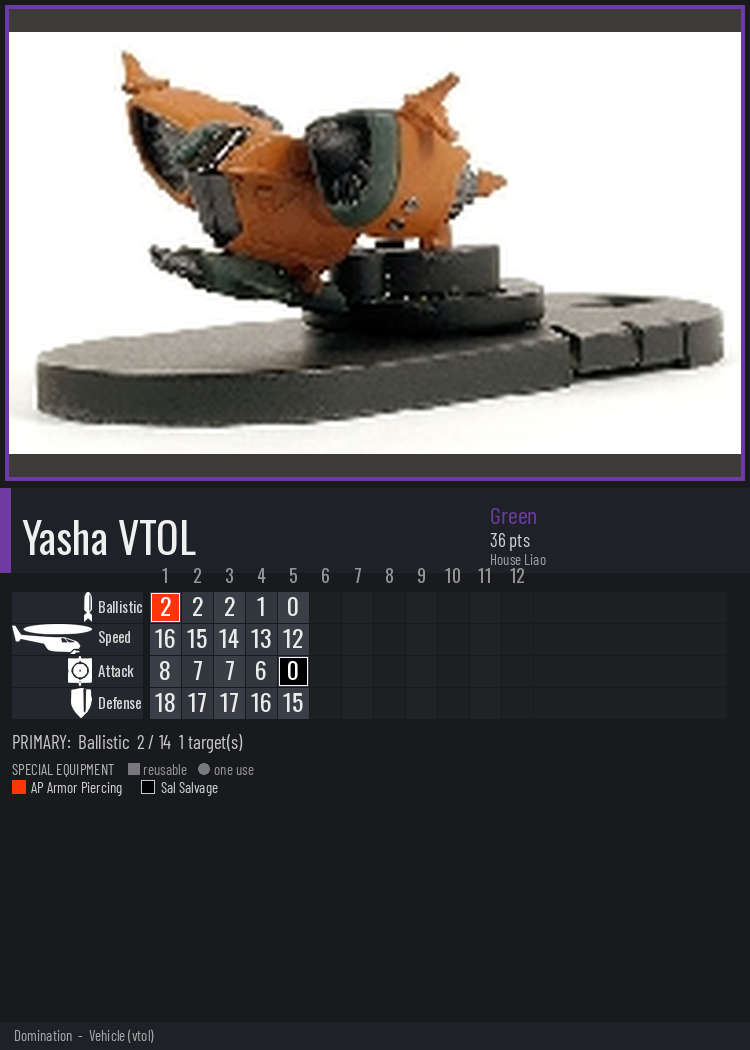 Yasha VTOL
Green
36 pts
House Liao
1 2 3 4 5 6 7 8 9 10 11 12
Ballistic 2 2 2 1 0
Speed 16 15 14 13 12
Attack 8 7 7 6 0
Defense 18 17 17 16 15
PRIMARY: Ballistic 2 / 14 1 target(s)
SPECIAL EQUIPMENT reusable one use
AP Armor Piercing Sal Salvage
Domination - Vehicle (vtol)